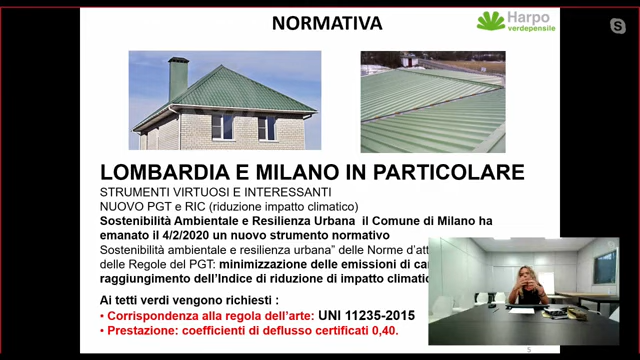 NORMATIVA
Harpo
verdepensile
LOMBARDIA E MILANO IN PARTICOLARE
STRUMENTI VIRTUOSI E INTERESSANTI
NUOVO PGT e RIC (riduzione impatto climatico)
Sostenibilità Ambientale e Resilienza Urbana il Comune di Milano ha
emanato il 4/2/2020 un nuovo strumento normativo
Sostenibilità ambientale e resilienza urbana” delle Norme d'att
delle Regole del PGT: minimizzazione delle emissioni di car
raggiungimento dell'Indice di riduzione di impatto climatic
Ai tetti verdi vengono richiesti :
• Corrispondenza alla regola dell'arte: UNI 11235-2015
• Prestazione: coefficienti di deflusso certificati 0,40.
5